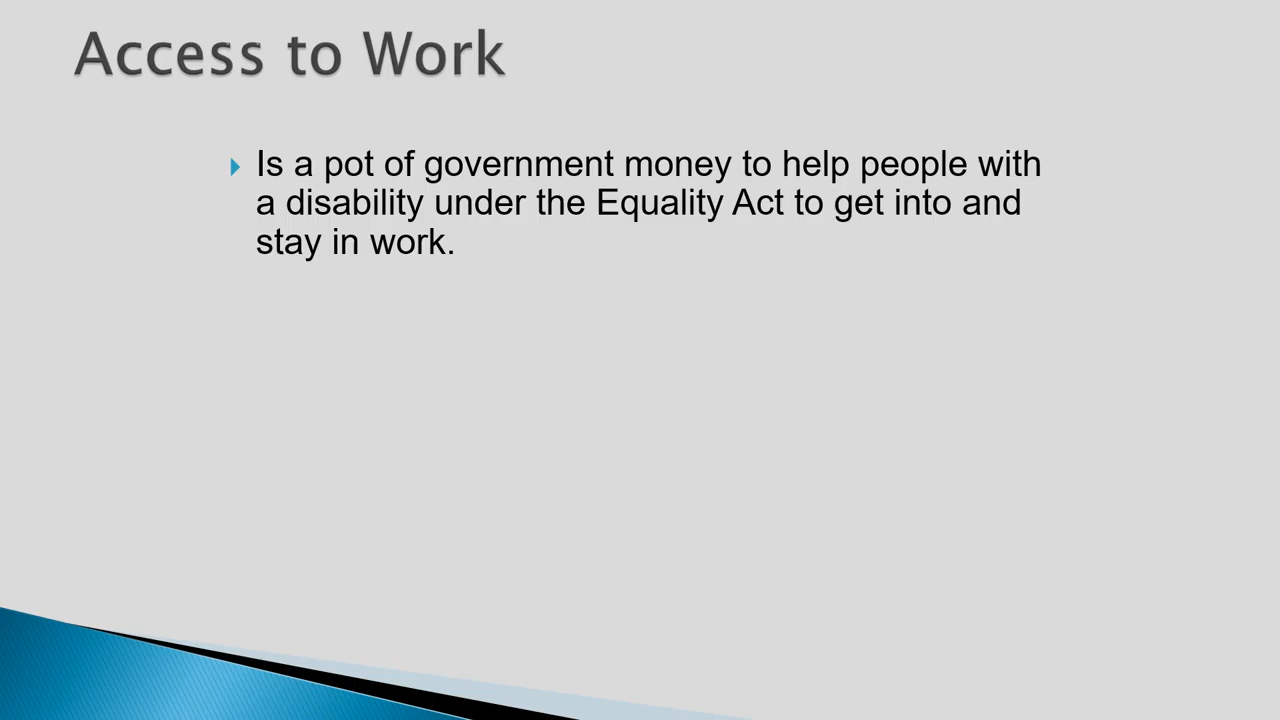 Access to Work
Is a pot of government money to help people with
a disability under the Equality Act to get into and
stay in work.